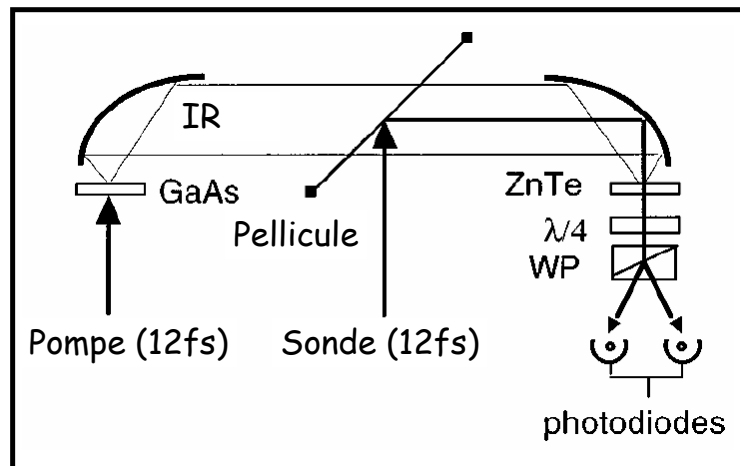 IR
GaAs
Pellicule
ZnTe
λ/4
WP
Pompe (12fs)
Sonde (12fs)
photodiodes